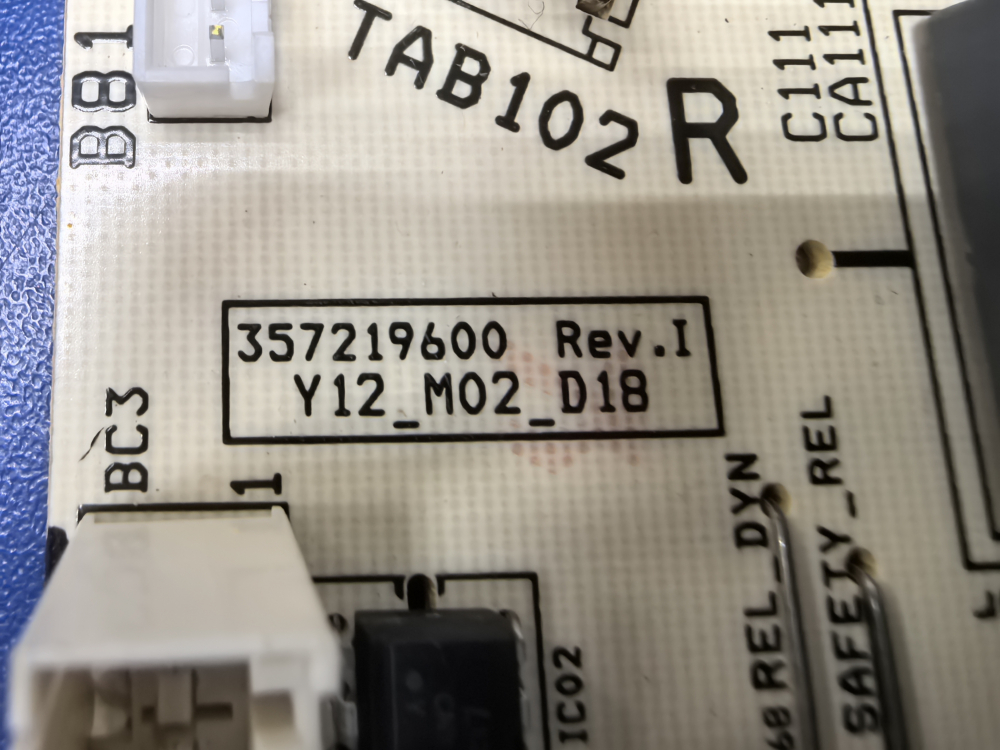 BB1
TAB102
R
C111
CA111
357219600 Rev.I
Y12_M02_D18
BC3
1
REL_DYN
SAFETY_REL
IC02